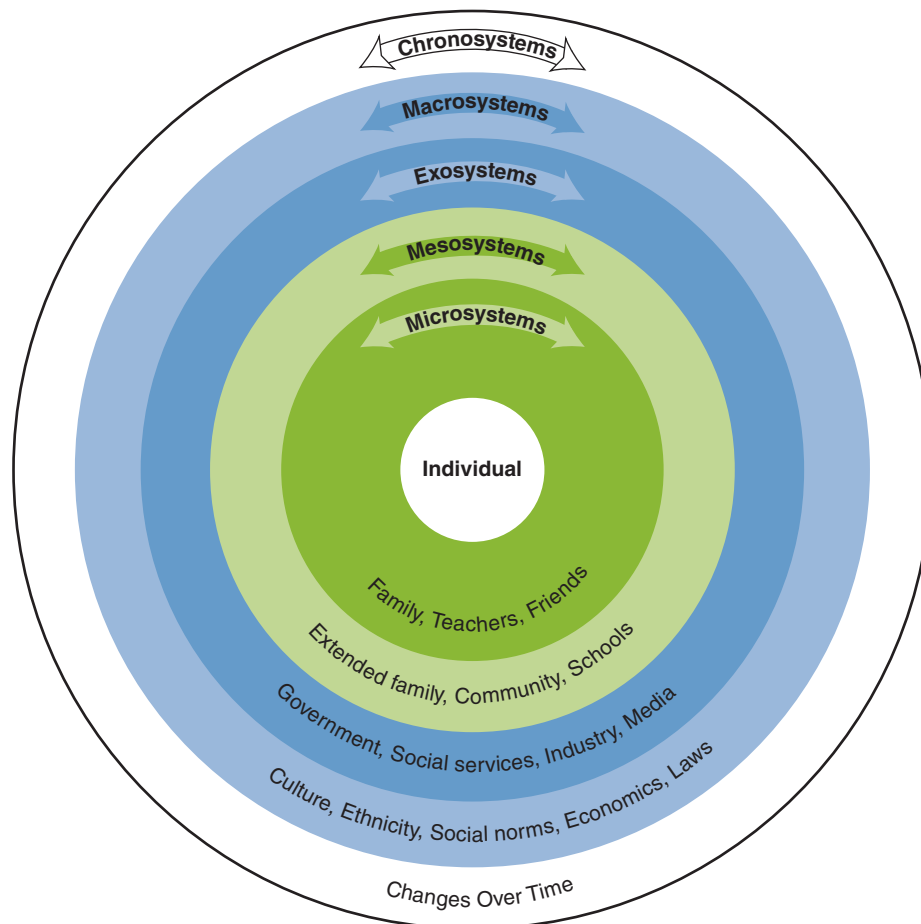 Chronosystems
Macrosystems
Exosystems
Mesosystems
Microsystems
Individual
Family, Teachers, Friends
Extended family, Community, Schools
Government, Social services, Industry, Media
Culture, Ethnicity, Social norms, Economics, Laws
Changes Over Time